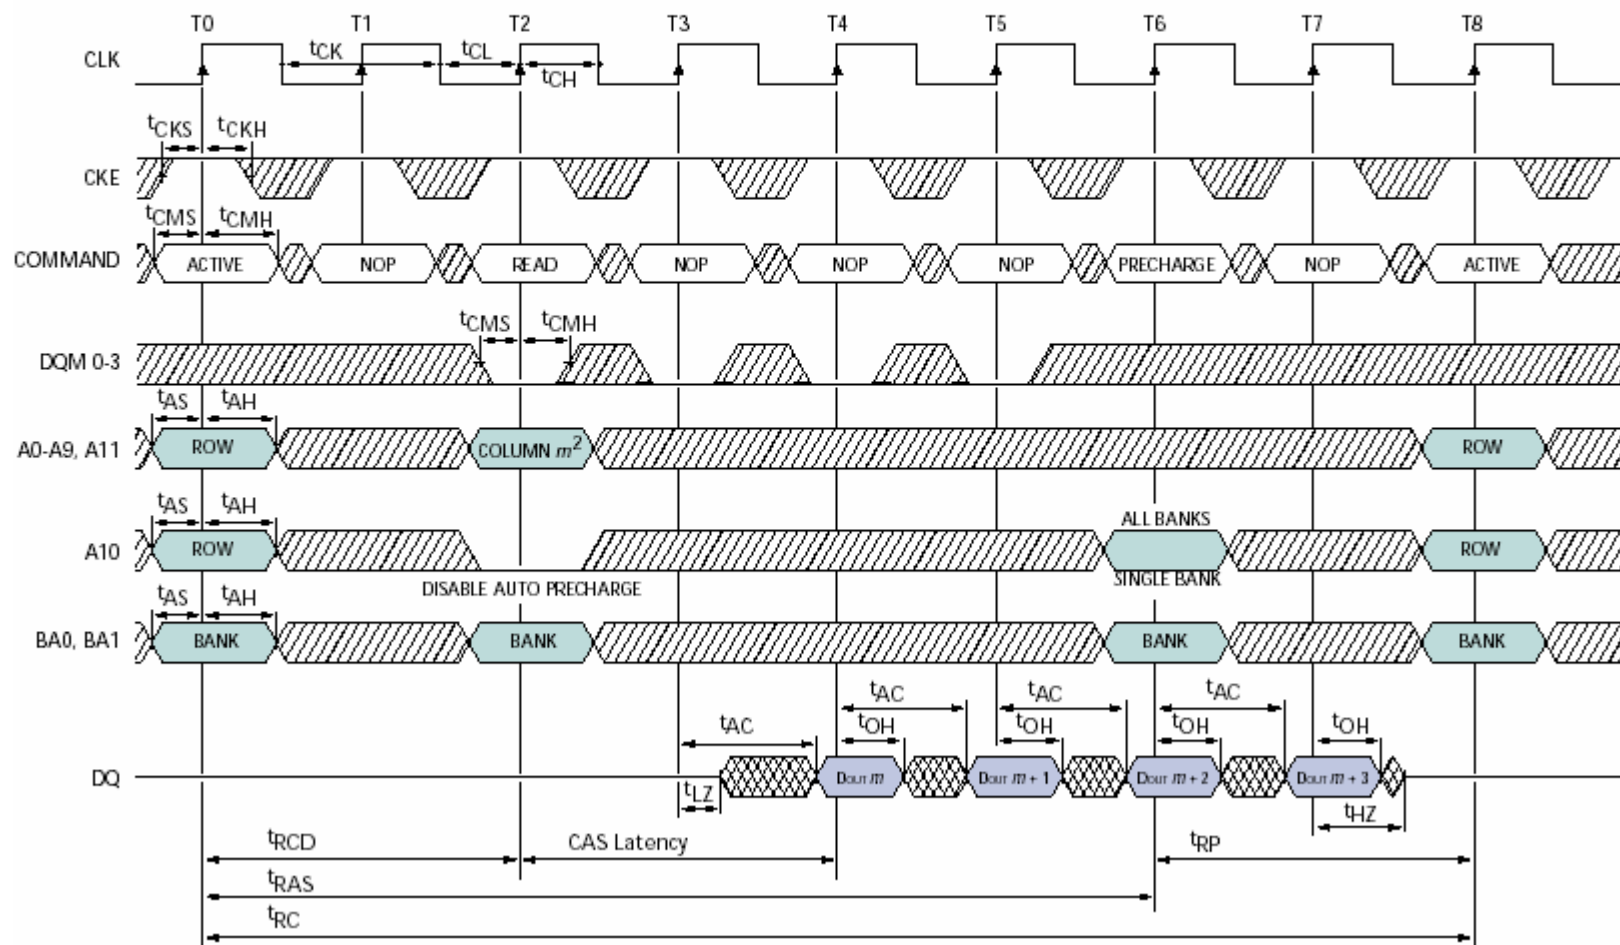 T0 T1 T2 T3 T4 T5 T6 T7 T8
CLK
tCK tCL
tCH
tCKS tCKH
CKE
tCMS tCMH
COMMAND ACTIVE NOP READ NOP NOP NOP PRECHARGE NOP ACTIVE
tCMS tCMH
DQM 0-3
tAS tAH
A0-A9, A11 ROW COLUMN m2 ROW
tAS tAH
ALL BANKS
A10 ROW ROW
DISABLE AUTO PRECHARGE SINGLE BANK
tAS tAH
BA0, BA1 BANK BANK BANK BANK
tAC tAC tAC tAC
tOH tOH tOH tOH
DQ DOUT m DOUT m + 1 DOUT m + 2 DOUT m + 3
tLZ tHZ
tRCD CAS Latency tRP
tRAS
tRC